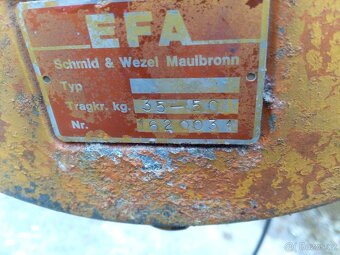 EFA
Schmid & Wezel Maulbronn
Typ
Tragkr. kg. 35-50
Nr.